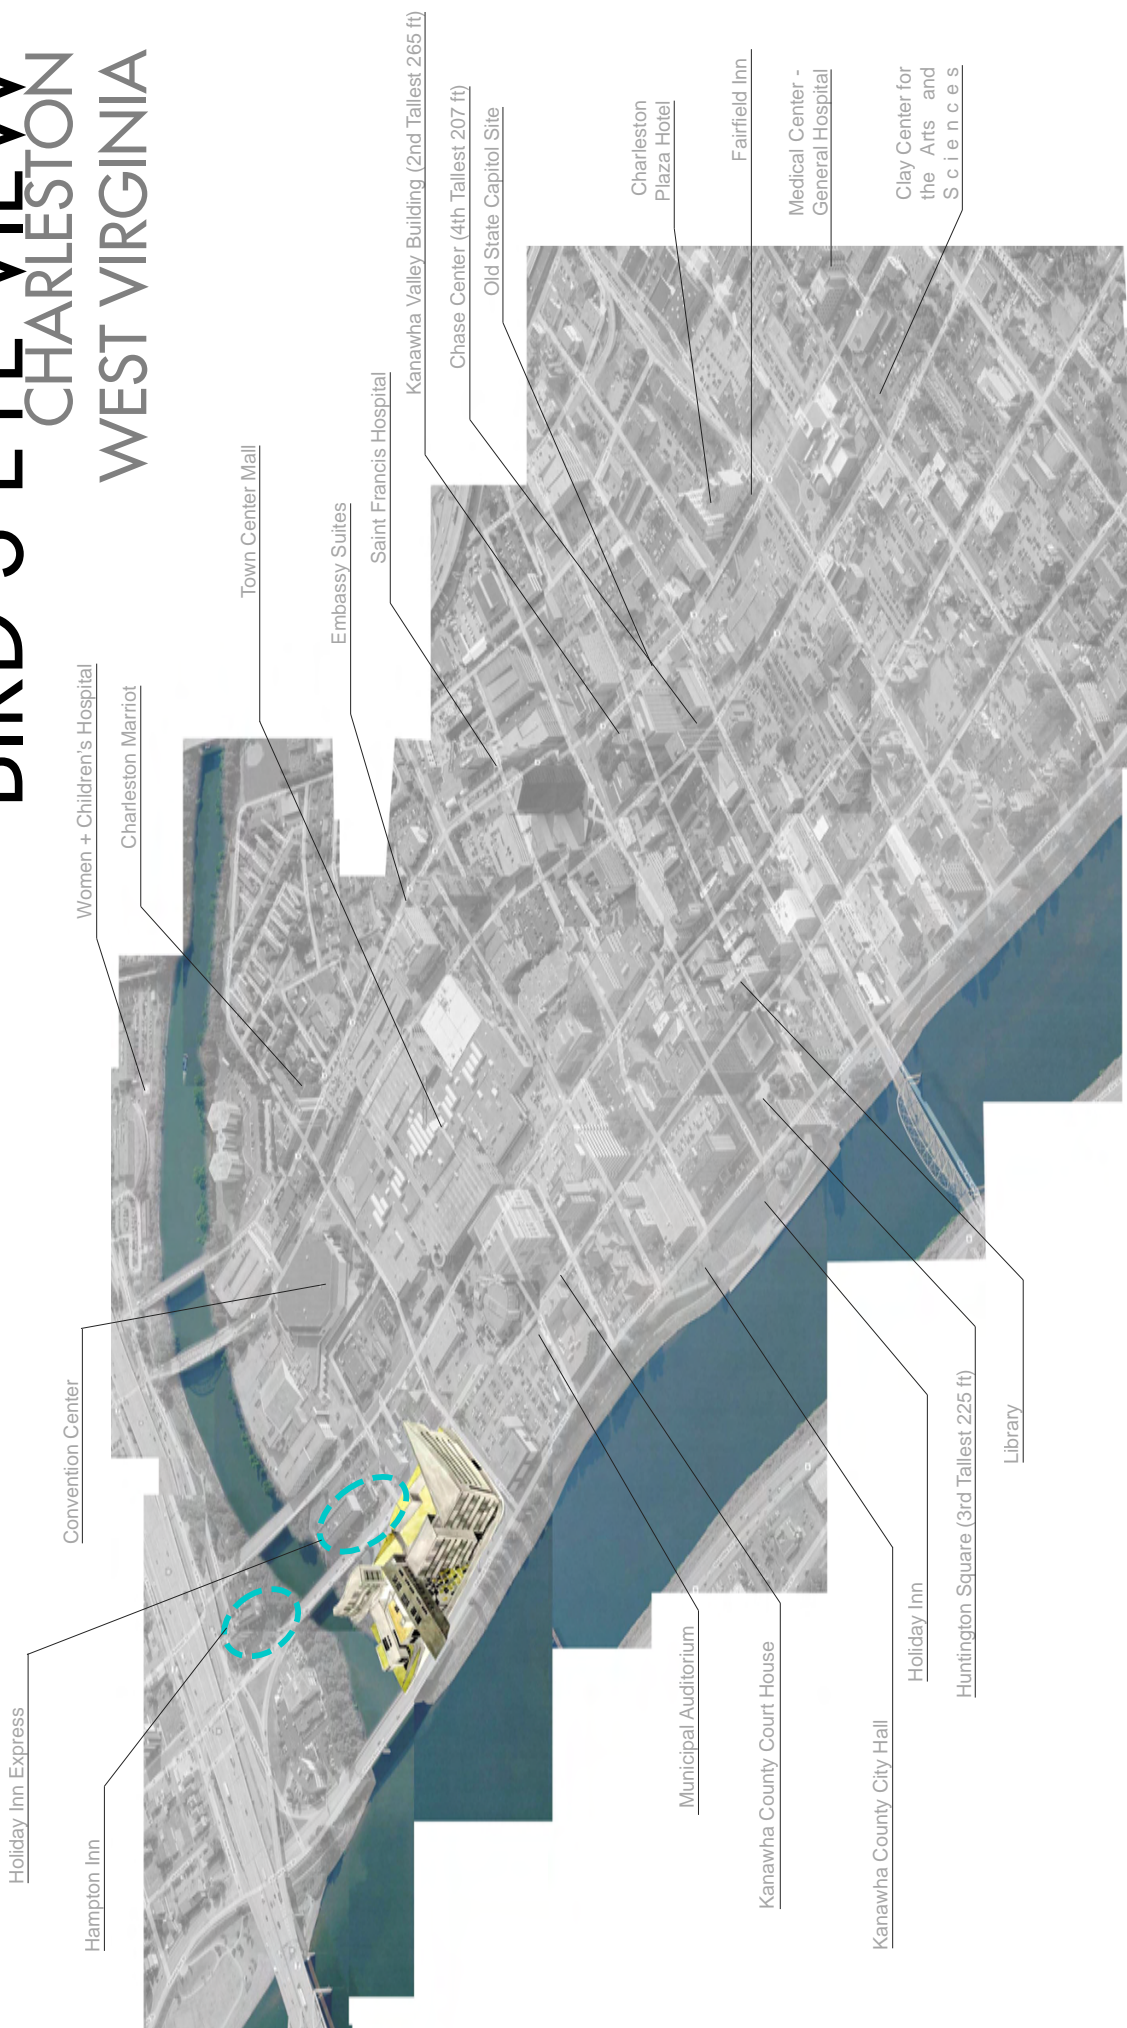 BIRD'S EYE VIEW
CHARLESTON
WEST VIRGINIA
Holiday Inn Express
Hampton Inn
Convention Center
Women + Children's Hospital
Charleston Marriot
Town Center Mall
Embassy Suites
Saint Francis Hospital
Kanawha Valley Building (2nd Tallest 265 ft)
Chase Center (4th Tallest 207 ft)
Old State Capitol Site
Charleston
Plaza Hotel
Fairfield Inn
Medical Center -
General Hospital
Clay Center for
the Arts and
Sciences
Municipal Auditorium
Kanawha County Court House
Kanawha County City Hall
Holiday Inn
Huntington Square (3rd Tallest 225 ft)
Library